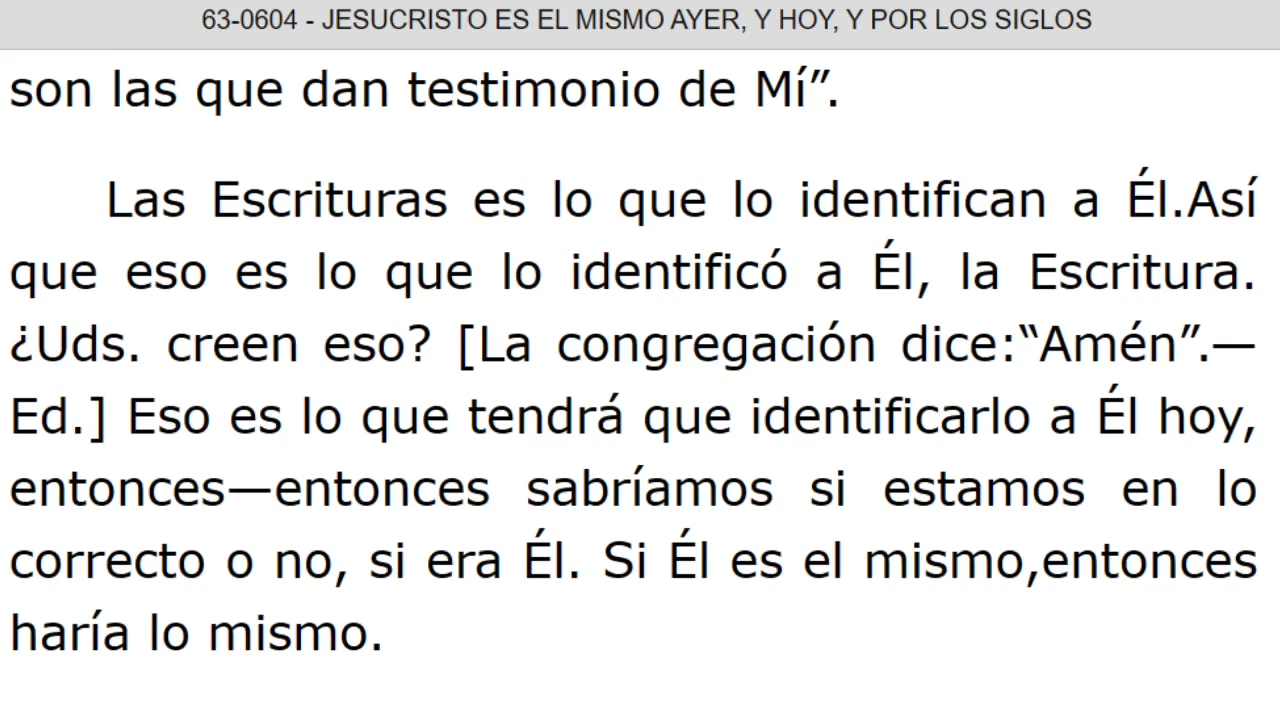 63-0604 - JESUCRISTO ES EL MISMO AYER, Y HOY, Y POR LOS SIGLOS
son las que dan testimonio de Mí”.
Las Escrituras es lo que lo identifican a Él.Así
que eso es lo que lo identificó a Él, la Escritura.
¿Uds. creen eso? [La congregación dice:“Amén”.—
Ed.] Eso es lo que tendrá que identificarlo a Él hoy,
entonces—entonces sabríamos si estamos en lo
correcto o no, si era Él. Si Él es el mismo,entonces
haría lo mismo.